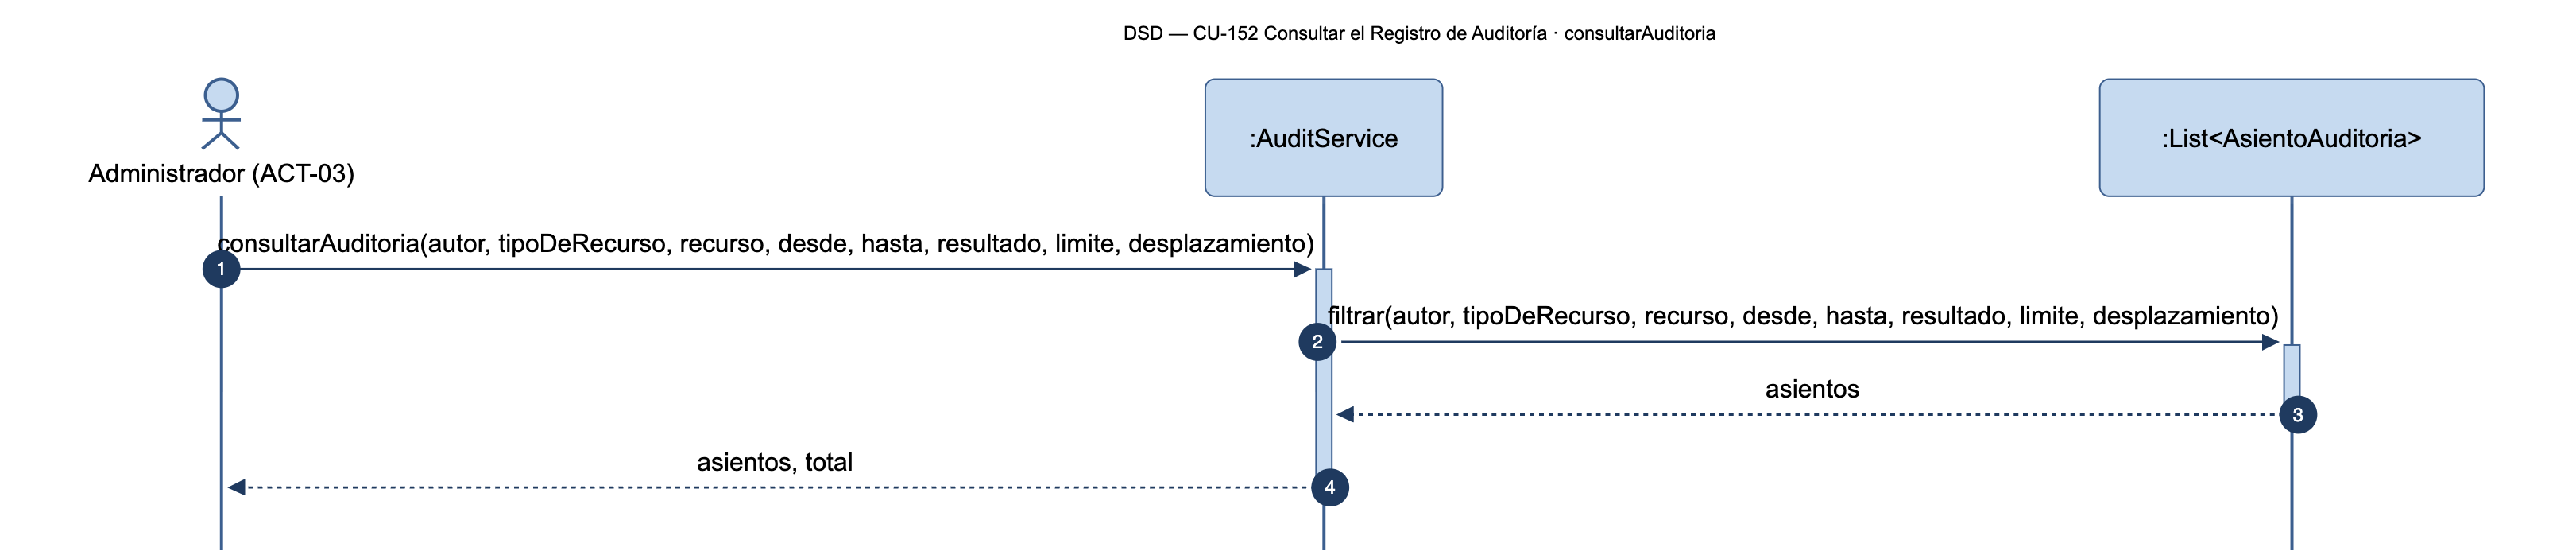 DSD — CU-152 Consultar el Registro de Auditoría · consultarAuditoria
Administrador (ACT-03)
:AuditService
:List<AsientoAuditoria>
consultarAuditoria(autor, tipoDeRecurso, recurso, desde, hasta, resultado, limite, desplazamiento)
1
filtrar(autor, tipoDeRecurso, recurso, desde, hasta, resultado, limite, desplazamiento)
2
asientos
3
asientos, total
4